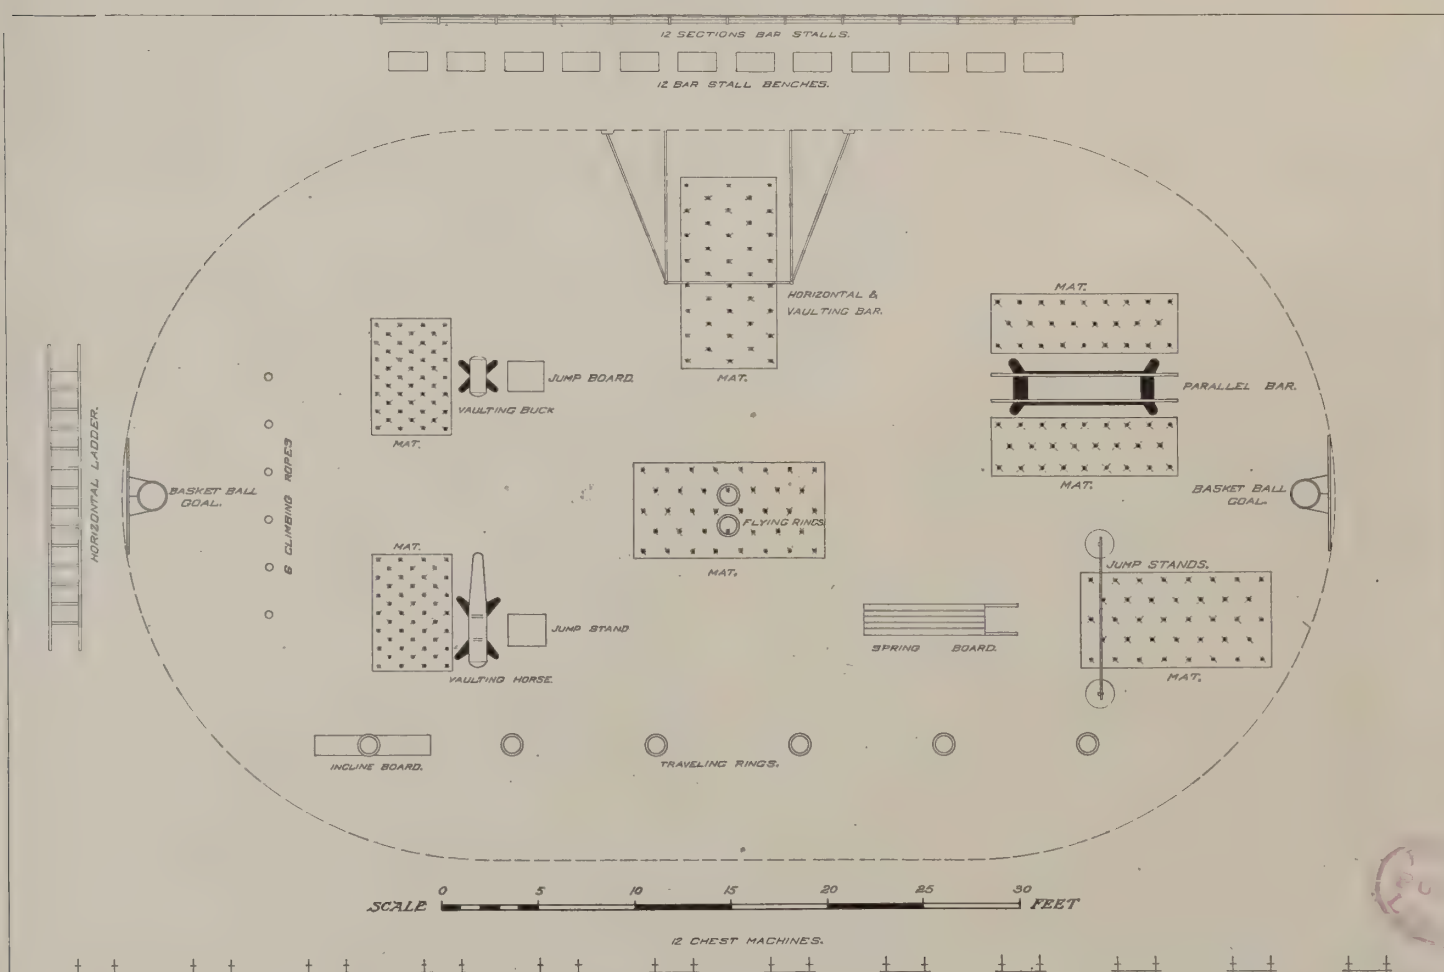 12 SECTIONS BAR STALLS.
12 BAR STALL BENCHES.
HORIZONTAL &
VAULTING BAR.
MAT.
MAT.
PARALLEL BAR.
MAT.
JUMP BOARD.
VAULTING BUCK
MAT.
HORIZONTAL LADDER.
BASKET BALL
GOAL.
6 CLIMBING ROPES
FLYING RINGS
MAT.
BASKET BALL
GOAL.
MAT.
JUMP STAND
VAULTING HORSE.
SPRING BOARD.
JUMP STANDS.
MAT.
INCLINE BOARD.
TRAVELING RINGS.
0 5 10 15 20 25 30
SCALE FEET
12 CHEST MACHINES.